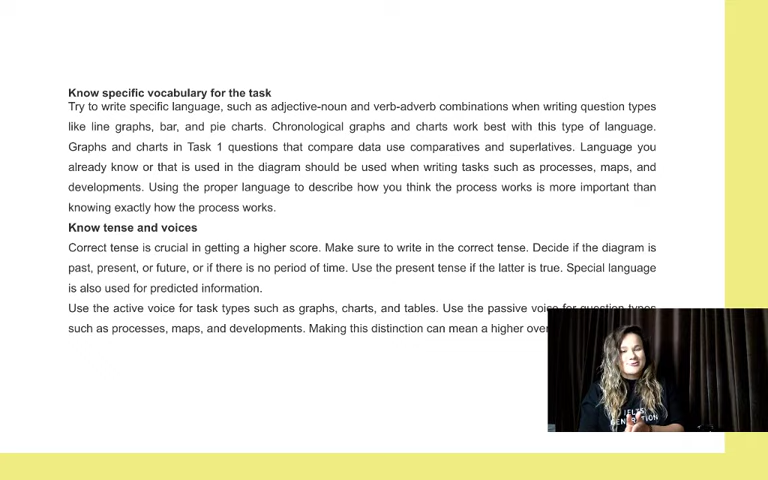 Know specific vocabulary for the task
Try to write specific language, such as adjective-noun and verb-adverb combinations when writing question types
like line graphs, bar, and pie charts. Chronological graphs and charts work best with this type of language.
Graphs and charts in Task 1 questions that compare data use comparatives and superlatives. Language you
already know or that is used in the diagram should be used when writing tasks such as processes, maps, and
developments. Using the proper language to describe how you think the process works is more important than
knowing exactly how the process works.
Know tense and voices
Correct tense is crucial in getting a higher score. Make sure to write in the correct tense. Decide if the diagram is
past, present, or future, or if there is no period of time. Use the present tense if the latter is true. Special language
is also used for predicted information.
Use the active voice for task types such as graphs, charts, and tables. Use the passive voice for question types
such as processes, maps, and developments. Making this distinction can mean a higher over
IELTS
GENERATION